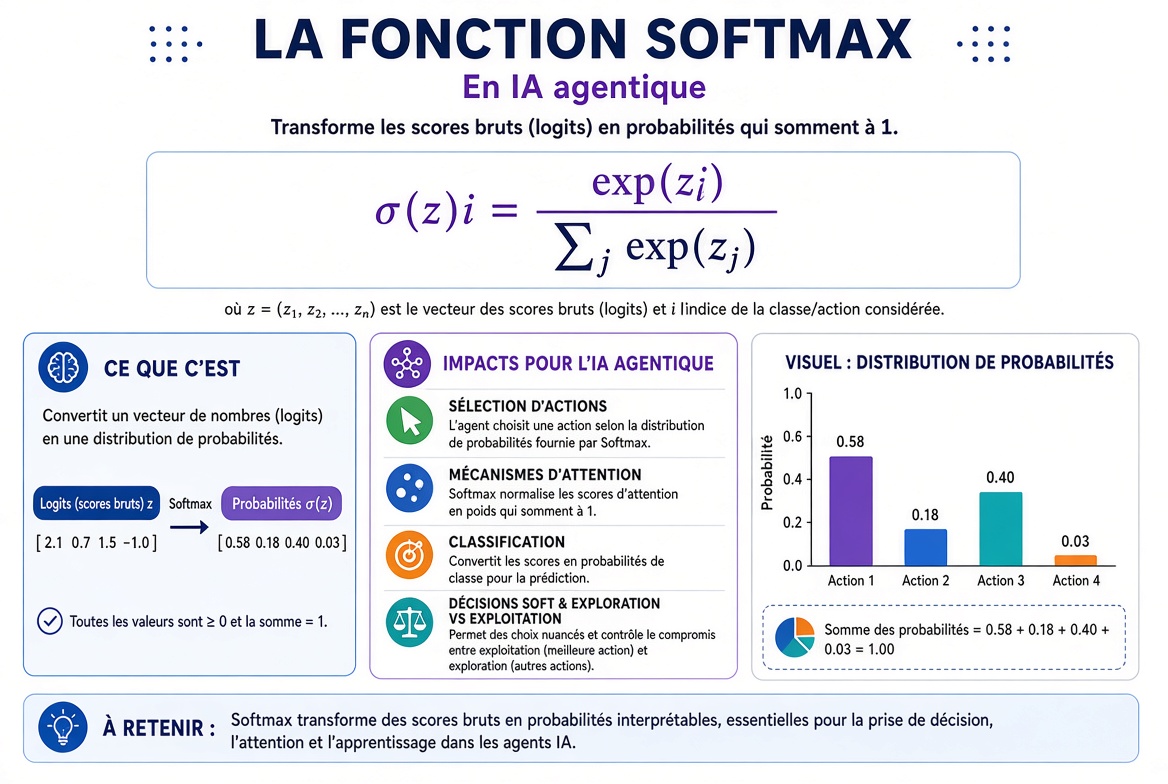 LA FONCTION SOFTMAX
En IA agentique
Transforme les scores bruts (logits) en probabilités qui somment à 1.
σ(z)i = exp(zi) / ∑j exp(zj)
où z = (z₁, z₂, ..., zₙ) est le vecteur des scores bruts (logits) et i l'indice de la classe/action considérée.
CE QUE C'EST
Convertit un vecteur de nombres (logits)
en une distribution de probabilités.
Logits (scores bruts) z
Softmax
Probabilités σ(z)
[ 2.1 0.7 1.5 −1.0 ]
[ 0.58 0.18 0.40 0.03 ]
Toutes les valeurs sont ≥ 0 et la somme = 1.
IMPACTS POUR L'IA AGENTIQUE
SÉLECTION D'ACTIONS
L'agent choisit une action selon la distribution
de probabilités fournie par Softmax.
MÉCANISMES D'ATTENTION
Softmax normalise les scores d'attention
en poids qui somment à 1.
CLASSIFICATION
Convertit les scores en probabilités de
classe pour la prédiction.
DÉCISIONS SOFT & EXPLORATION
VS EXPLOITATION
Permet des choix nuancés et contrôle le compromis
entre exploitation (meilleure action) et
exploration (autres actions).
VISUEL : DISTRIBUTION DE PROBABILITÉS
Probabilité
1.0
0.6
0.4
0.2
0.0
0.58
0.18
0.40
0.03
Action 1
Action 2
Action 3
Action 4
Somme des probabilités = 0.58 + 0.18 + 0.40 +
0.03 = 1.00
À RETENIR :
Softmax transforme des scores bruts en probabilités interprétables, essentielles pour la prise de décision,
l'attention et l'apprentissage dans les agents IA.